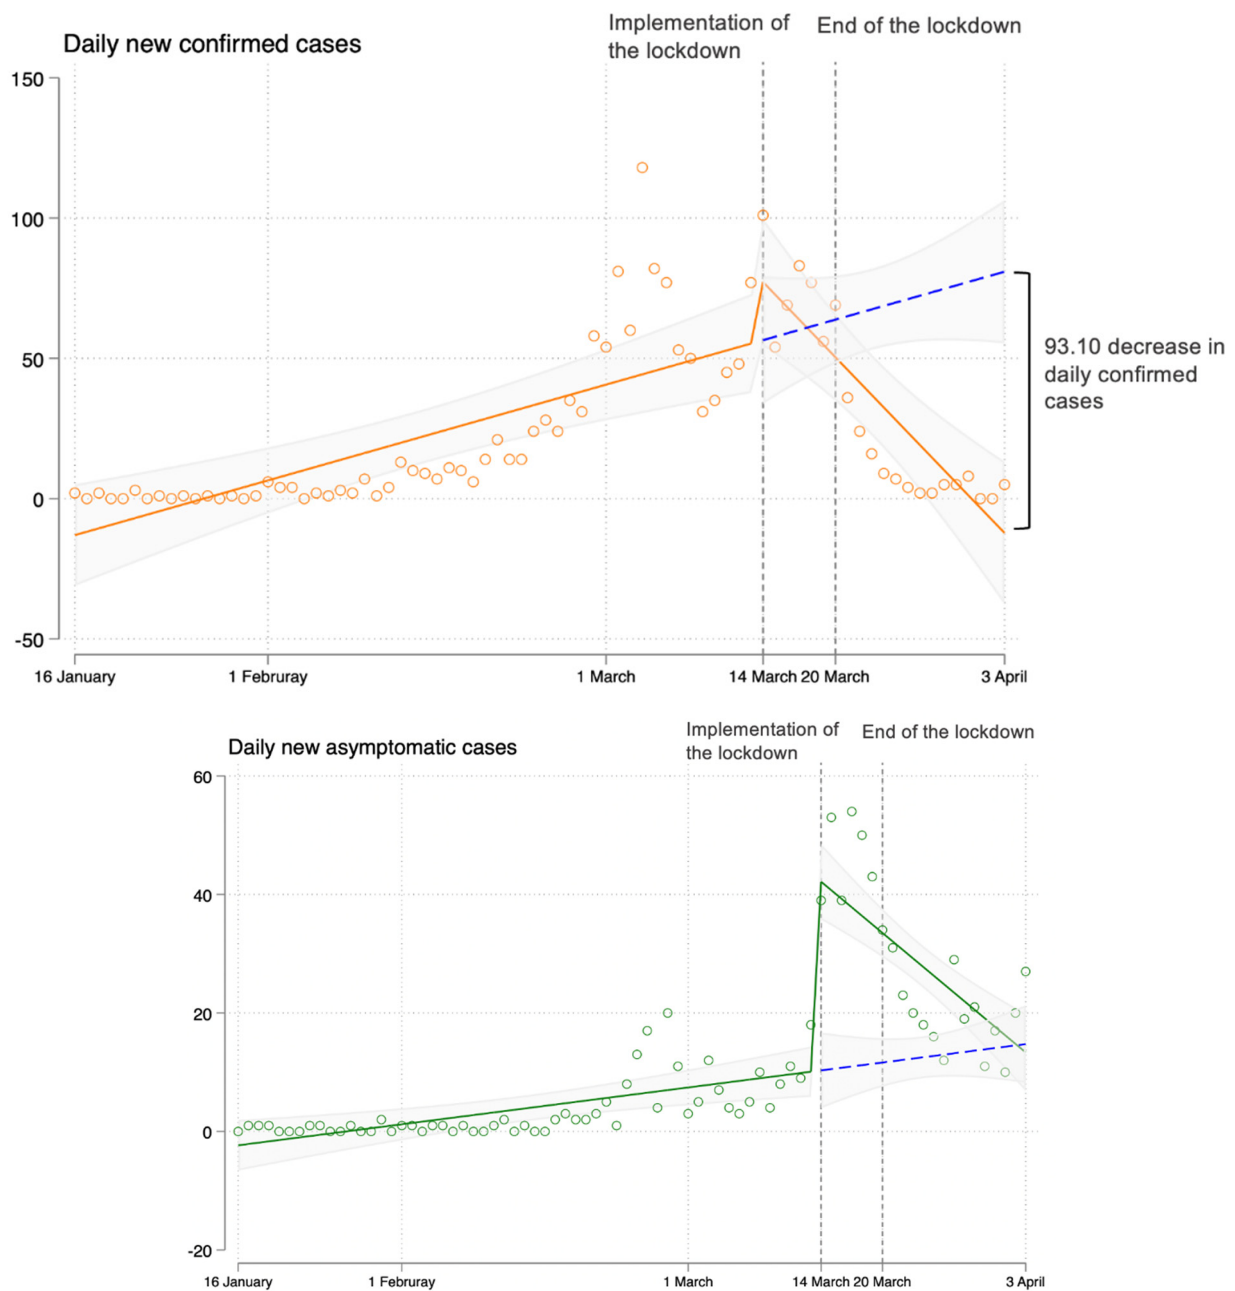 Implementation of
the lockdown
End of the lockdown
Daily new confirmed cases
150
100
50
0
-50
93.10 decrease in
daily confirmed
cases
16 January
1 Februray
1 March
14 March
20 March
3 April
Implementation of
the lockdown
End of the lockdown
Daily new asymptomatic cases
60
40
20
0
-20
16 January
1 Februray
1 March
14 March
20 March
3 April